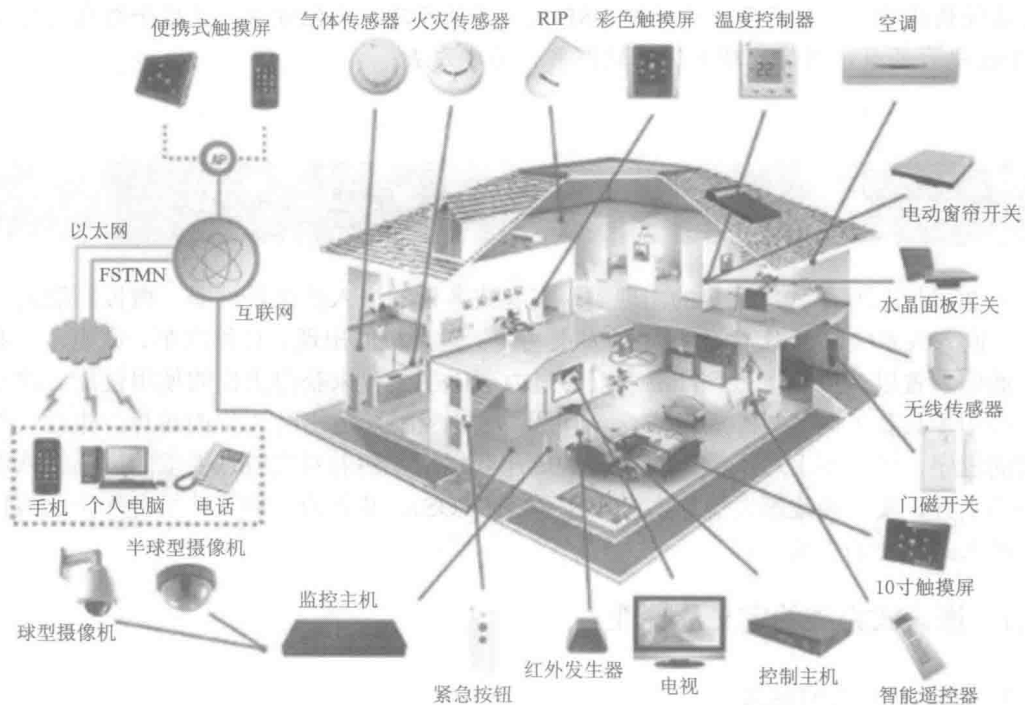 便携式触摸屏
气体传感器
火灾传感器
RIP
彩色触摸屏
温度控制器
空调
22
AP
电动窗帘开关
以太网
FSTMN
互联网
水晶面板开关
无线传感器
手机
个人电脑
电话
门磁开关
半球型摄像机
10寸触摸屏
球型摄像机
监控主机
紧急按钮
红外发生器
电视
控制主机
智能遥控器